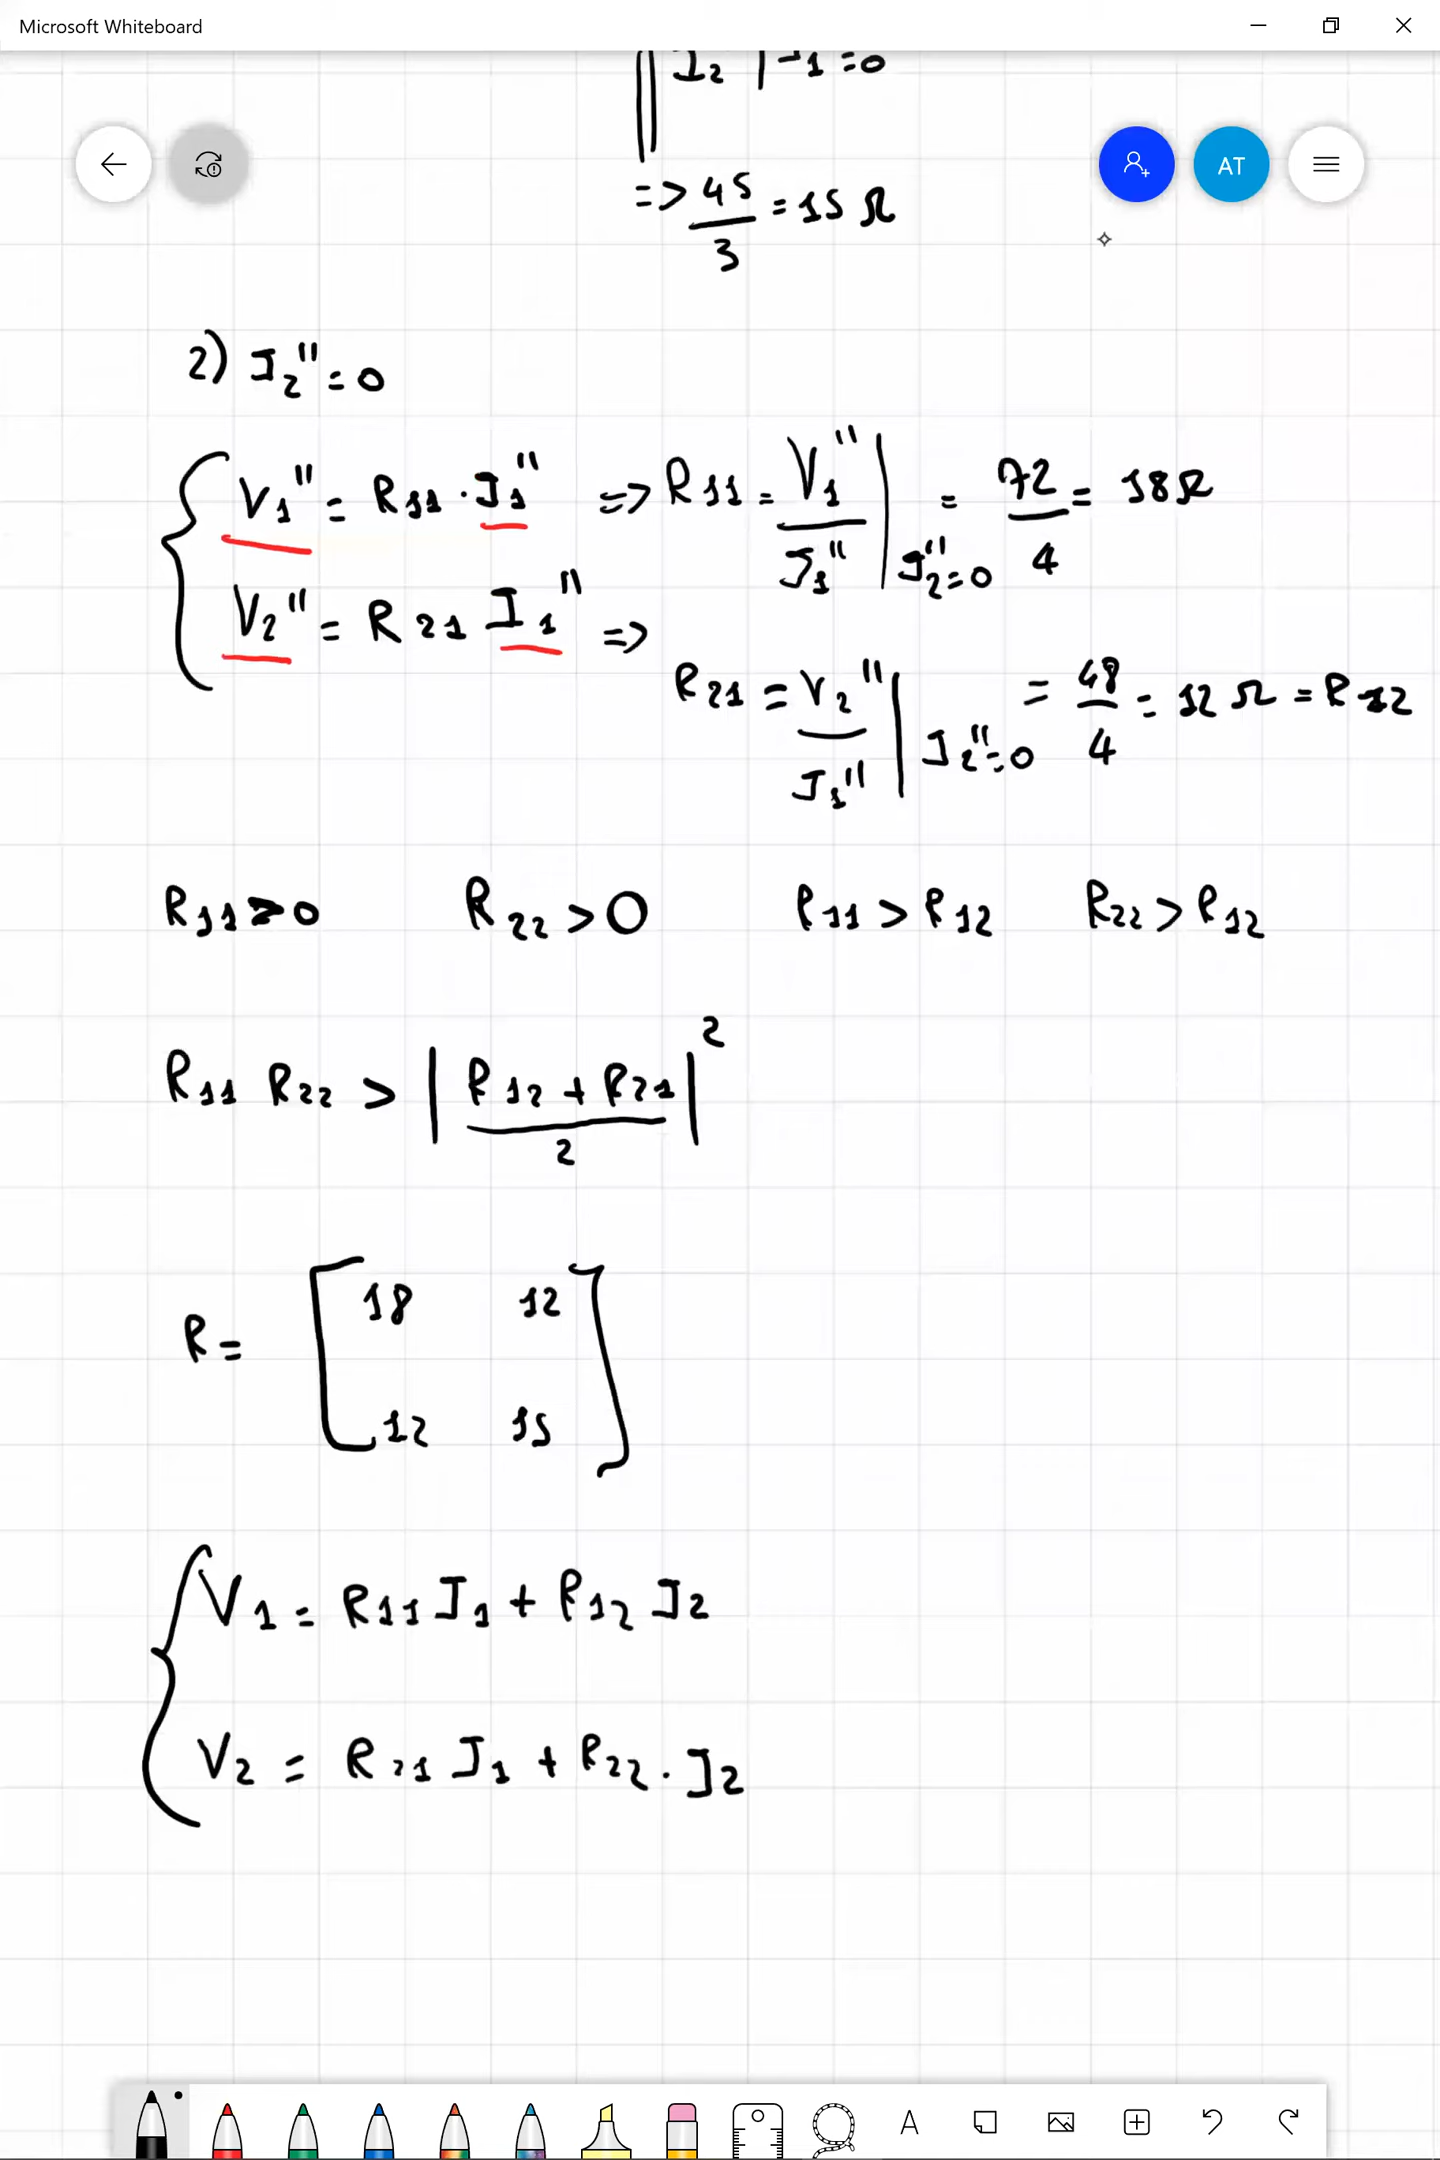 Microsoft Whiteboard
I2 | I1 = 0
=> 45/3 = 15 Ω
AT
2) I2'' = 0
V1'' = R11 · I1'' => R11 = V1''/I1'' | I2''=0 = 72/4 = 18 Ω
V2'' = R21 I1'' =>
R21 = V2''/I1'' | I2''=0 = 48/4 = 12 Ω = R12
R11 > 0 R22 > 0 R11 > R12 R22 > R12
R11 R22 > | (R12 + R21)/2 |²
R = [ 18 12
12 15 ]
V1 = R11 I1 + R12 I2
V2 = R21 I1 + R22 · I2